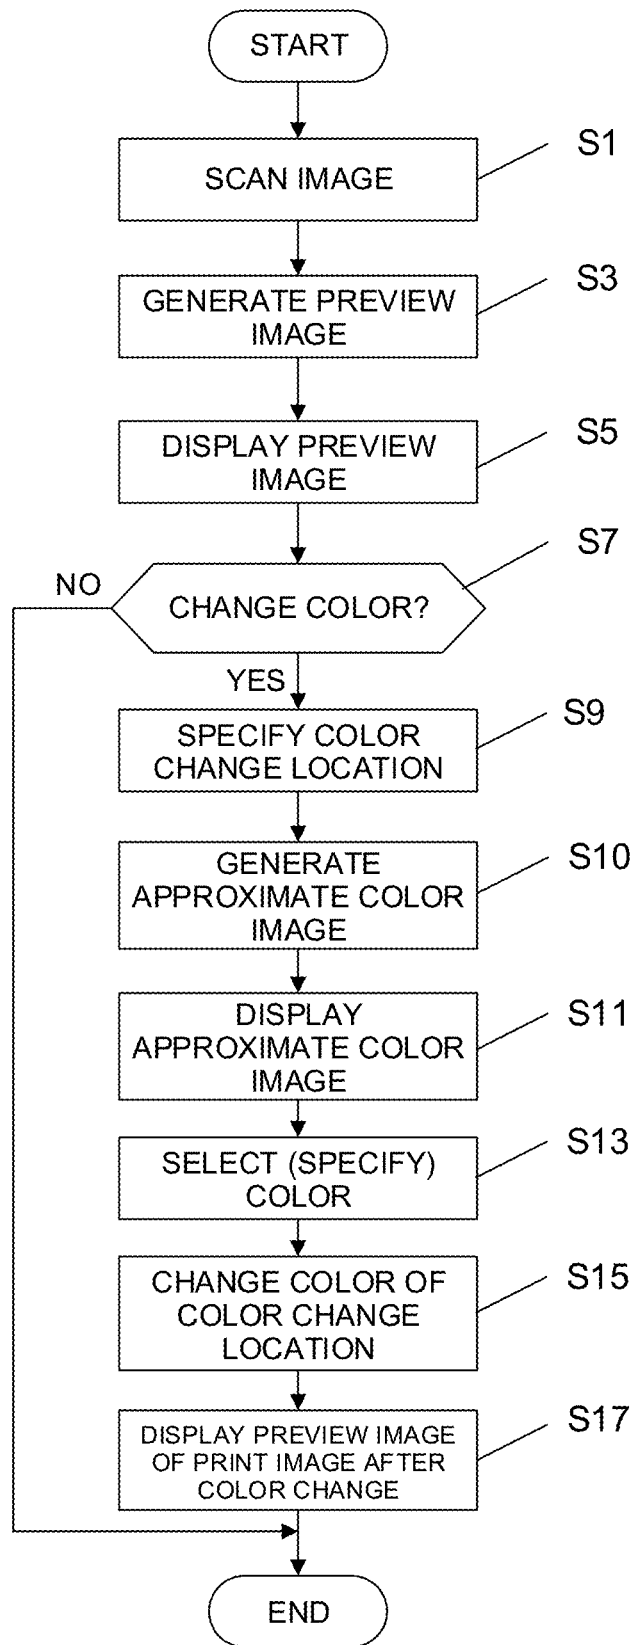 START
S1
SCAN IMAGE
S3
GENERATE PREVIEW
IMAGE
S5
DISPLAY PREVIEW
IMAGE
S7
NO
CHANGE COLOR?
YES
S9
SPECIFY COLOR
CHANGE LOCATION
S10
GENERATE
APPROXIMATE COLOR
IMAGE
S11
DISPLAY
APPROXIMATE COLOR
IMAGE
S13
SELECT (SPECIFY)
COLOR
S15
CHANGE COLOR OF
COLOR CHANGE
LOCATION
S17
DISPLAY PREVIEW IMAGE
OF PRINT IMAGE AFTER
COLOR CHANGE
END